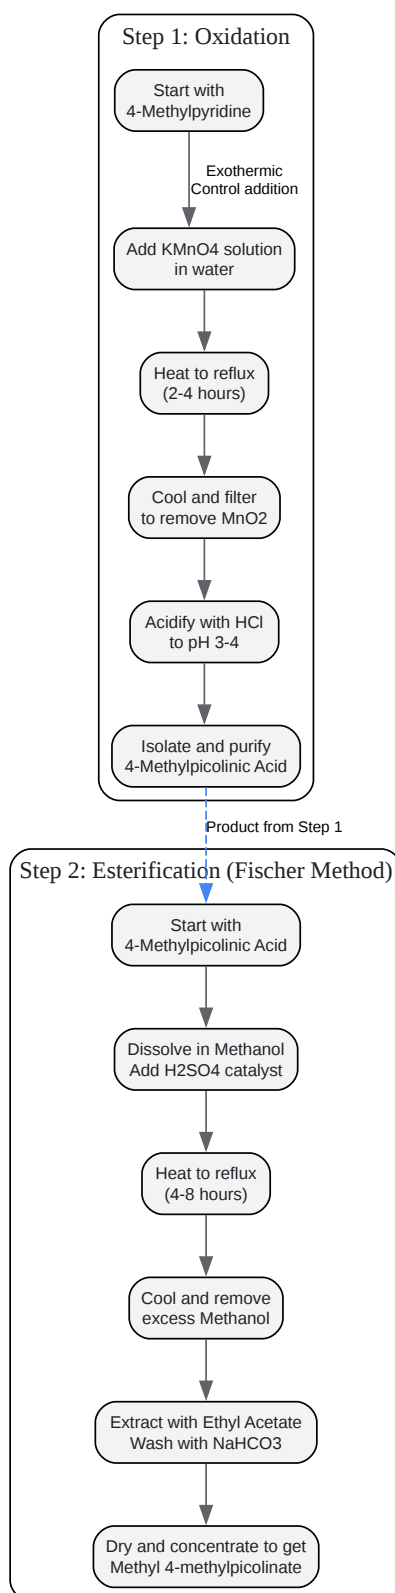 Step 1: Oxidation
Start with
4-Methylpyridine
Exothermic
Control addition
Add KMnO4 solution
in water
Heat to reflux
(2-4 hours)
Cool and filter
to remove MnO2
Acidify with HCl
to pH 3-4
Isolate and purify
4-Methylpicolinic Acid
Product from Step 1
Step 2: Esterification (Fischer Method)
Start with
4-Methylpicolinic Acid
Dissolve in Methanol
Add H2SO4 catalyst
Heat to reflux
(4-8 hours)
Cool and remove
excess Methanol
Extract with Ethyl Acetate
Wash with NaHCO3
Dry and concentrate to get
Methyl 4-methylpicolinate